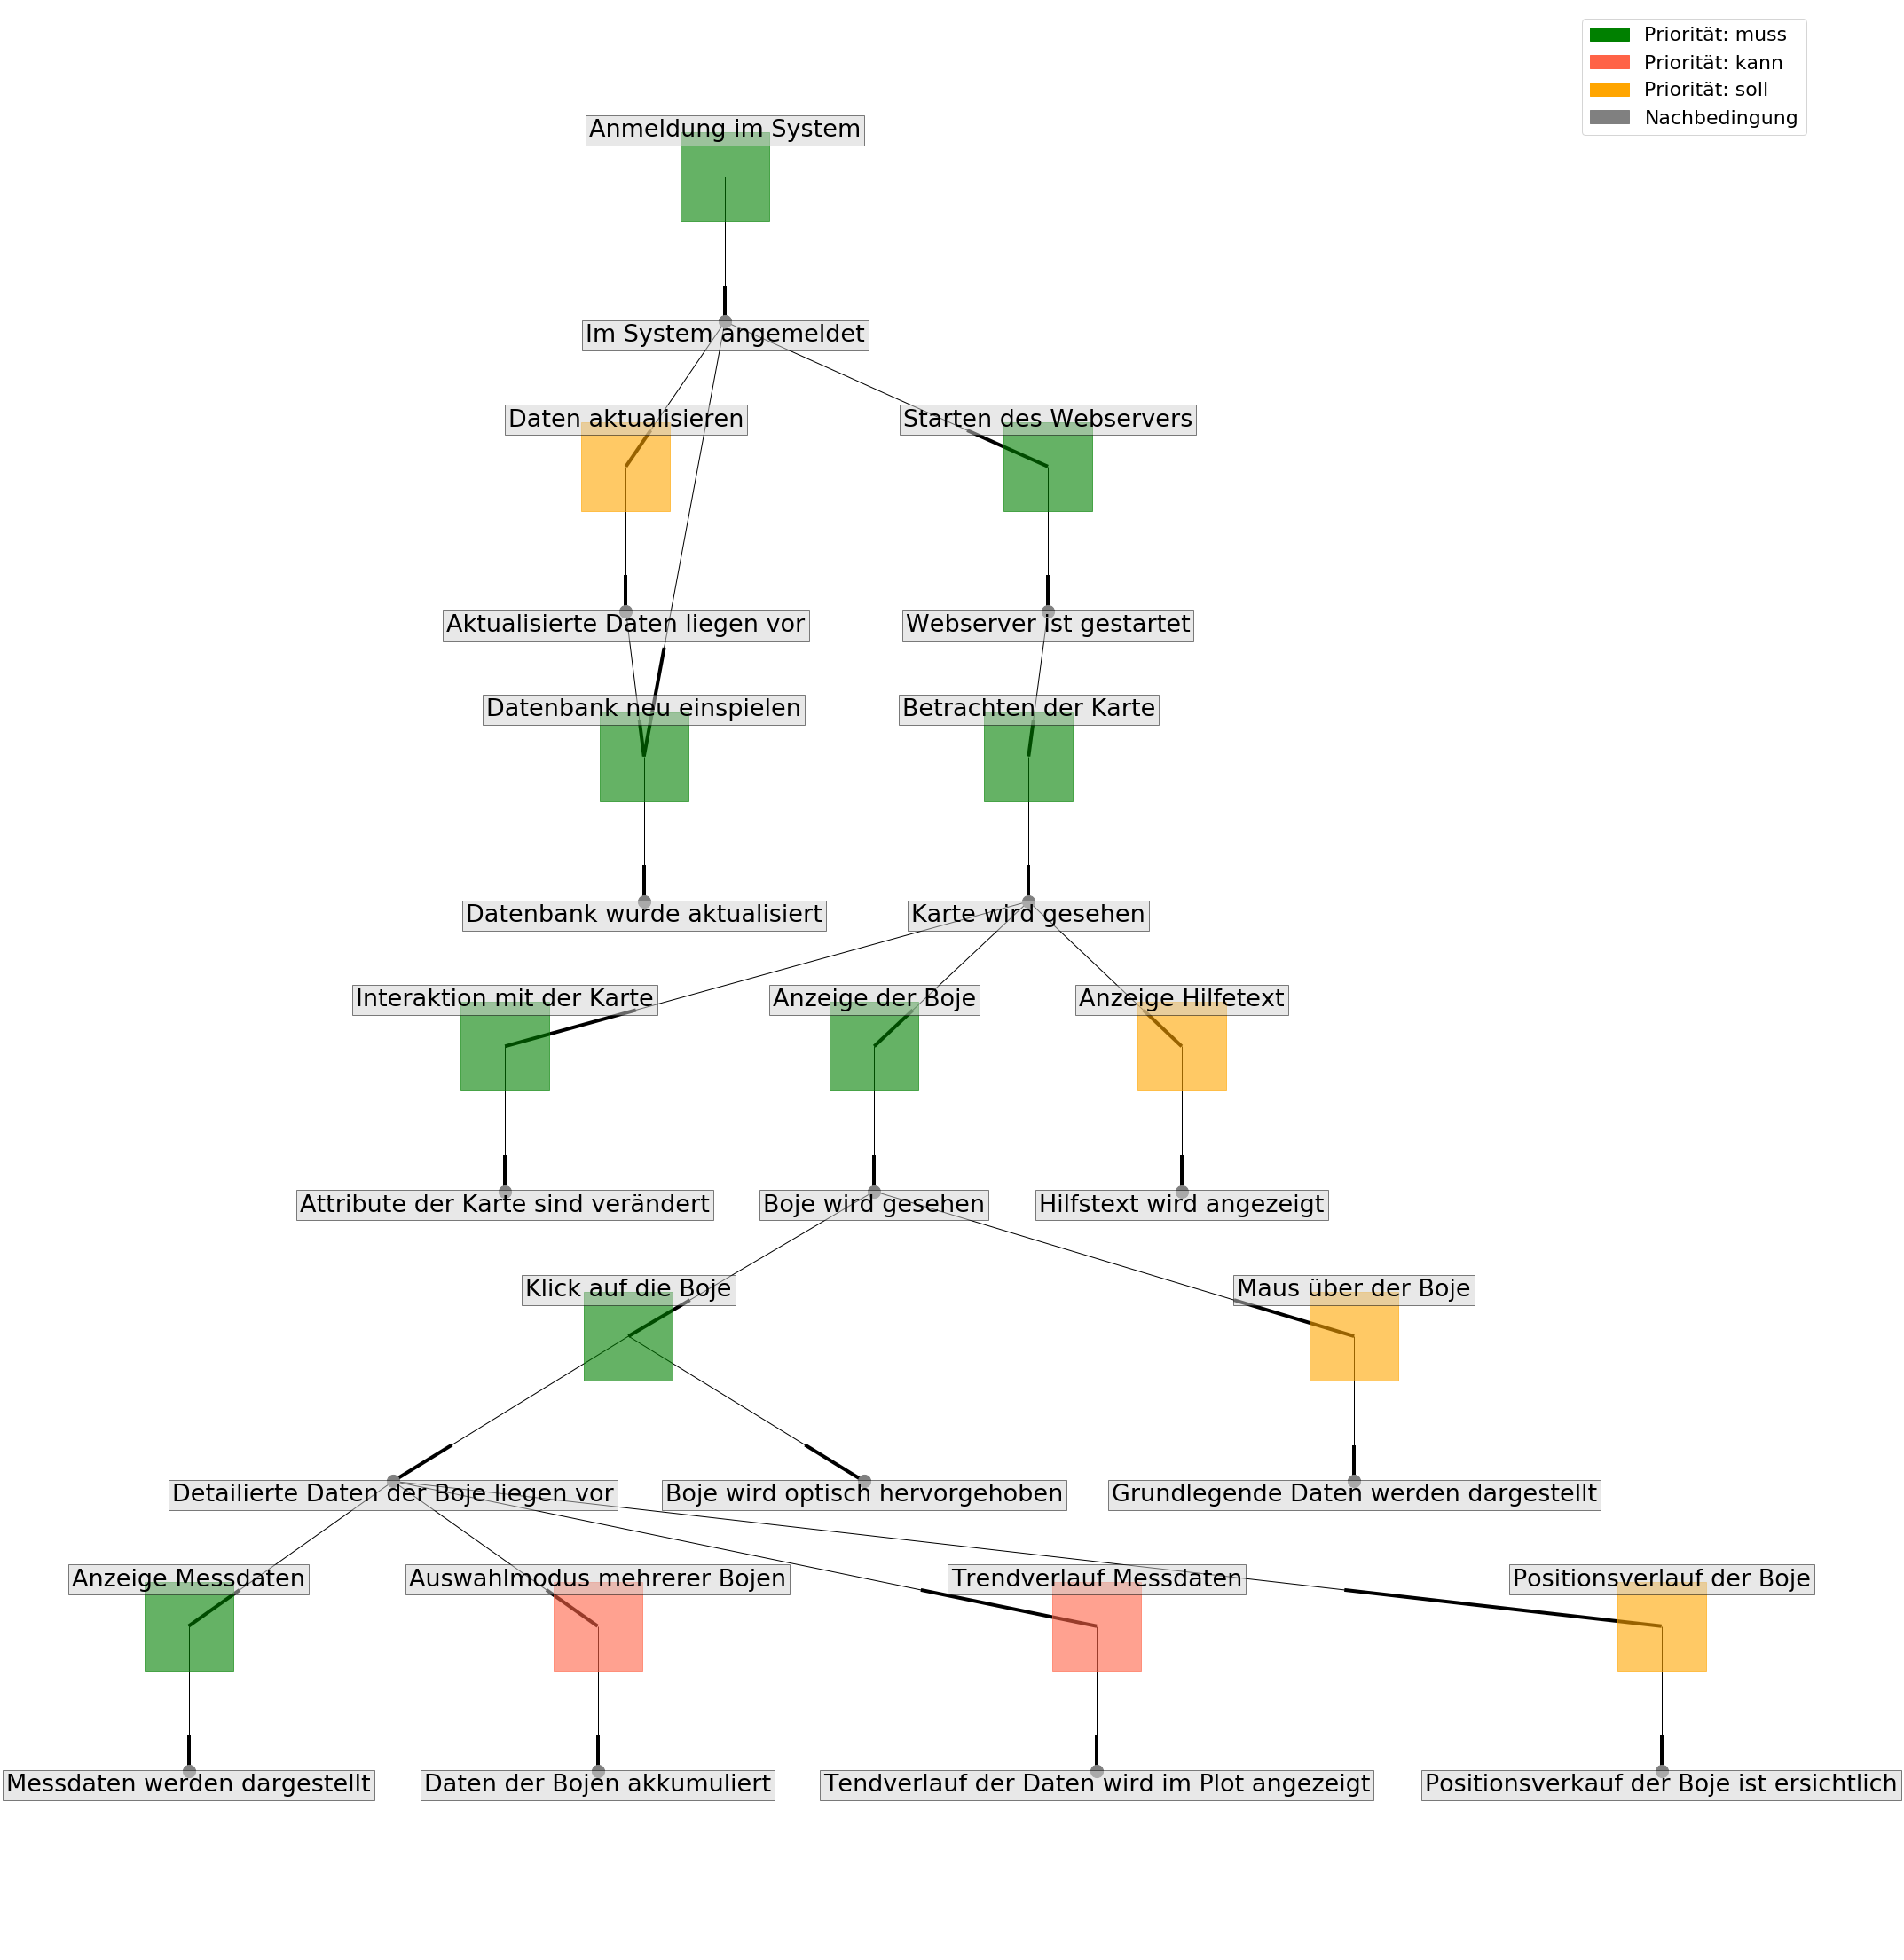 Priorität: muss
Priorität: kann
Priorität: soll
Nachbedingung
Anmeldung im System
Im System angemeldet
Daten aktualisieren
Starten des Webservers
Aktualisierte Daten liegen vor
Webserver ist gestartet
Datenbank neu einspielen
Betrachten der Karte
Datenbank wurde aktualisiert
Karte wird gesehen
Interaktion mit der Karte
Anzeige der Boje
Anzeige Hilfetext
Attribute der Karte sind verändert
Boje wird gesehen
Hilfstext wird angezeigt
Klick auf die Boje
Maus über der Boje
Detailierte Daten der Boje liegen vor
Boje wird optisch hervorgehoben
Grundlegende Daten werden dargestellt
Anzeige Messdaten
Auswahlmodus mehrerer Bojen
Trendverlauf Messdaten
Positionsverlauf der Boje
Messdaten werden dargestellt
Daten der Bojen akkumuliert
Tendverlauf der Daten wird im Plot angezeigt
Positionsverkauf der Boje ist ersichtlich